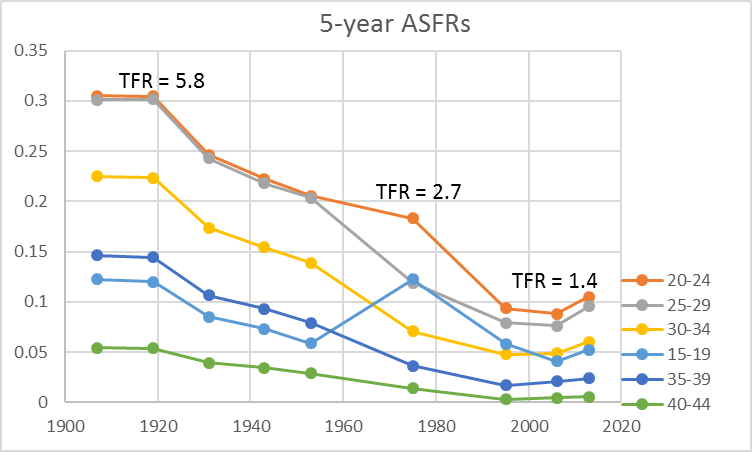 5-year ASFRs
0.35
0.3
0.25
0.2
0.15
0.1
0.05
0
TFR = 5.8
TFR = 2.7
TFR = 1.4
20-24
25-29
30-34
15-19
35-39
40-44
1900 1920 1940 1960 1980 2000 2020